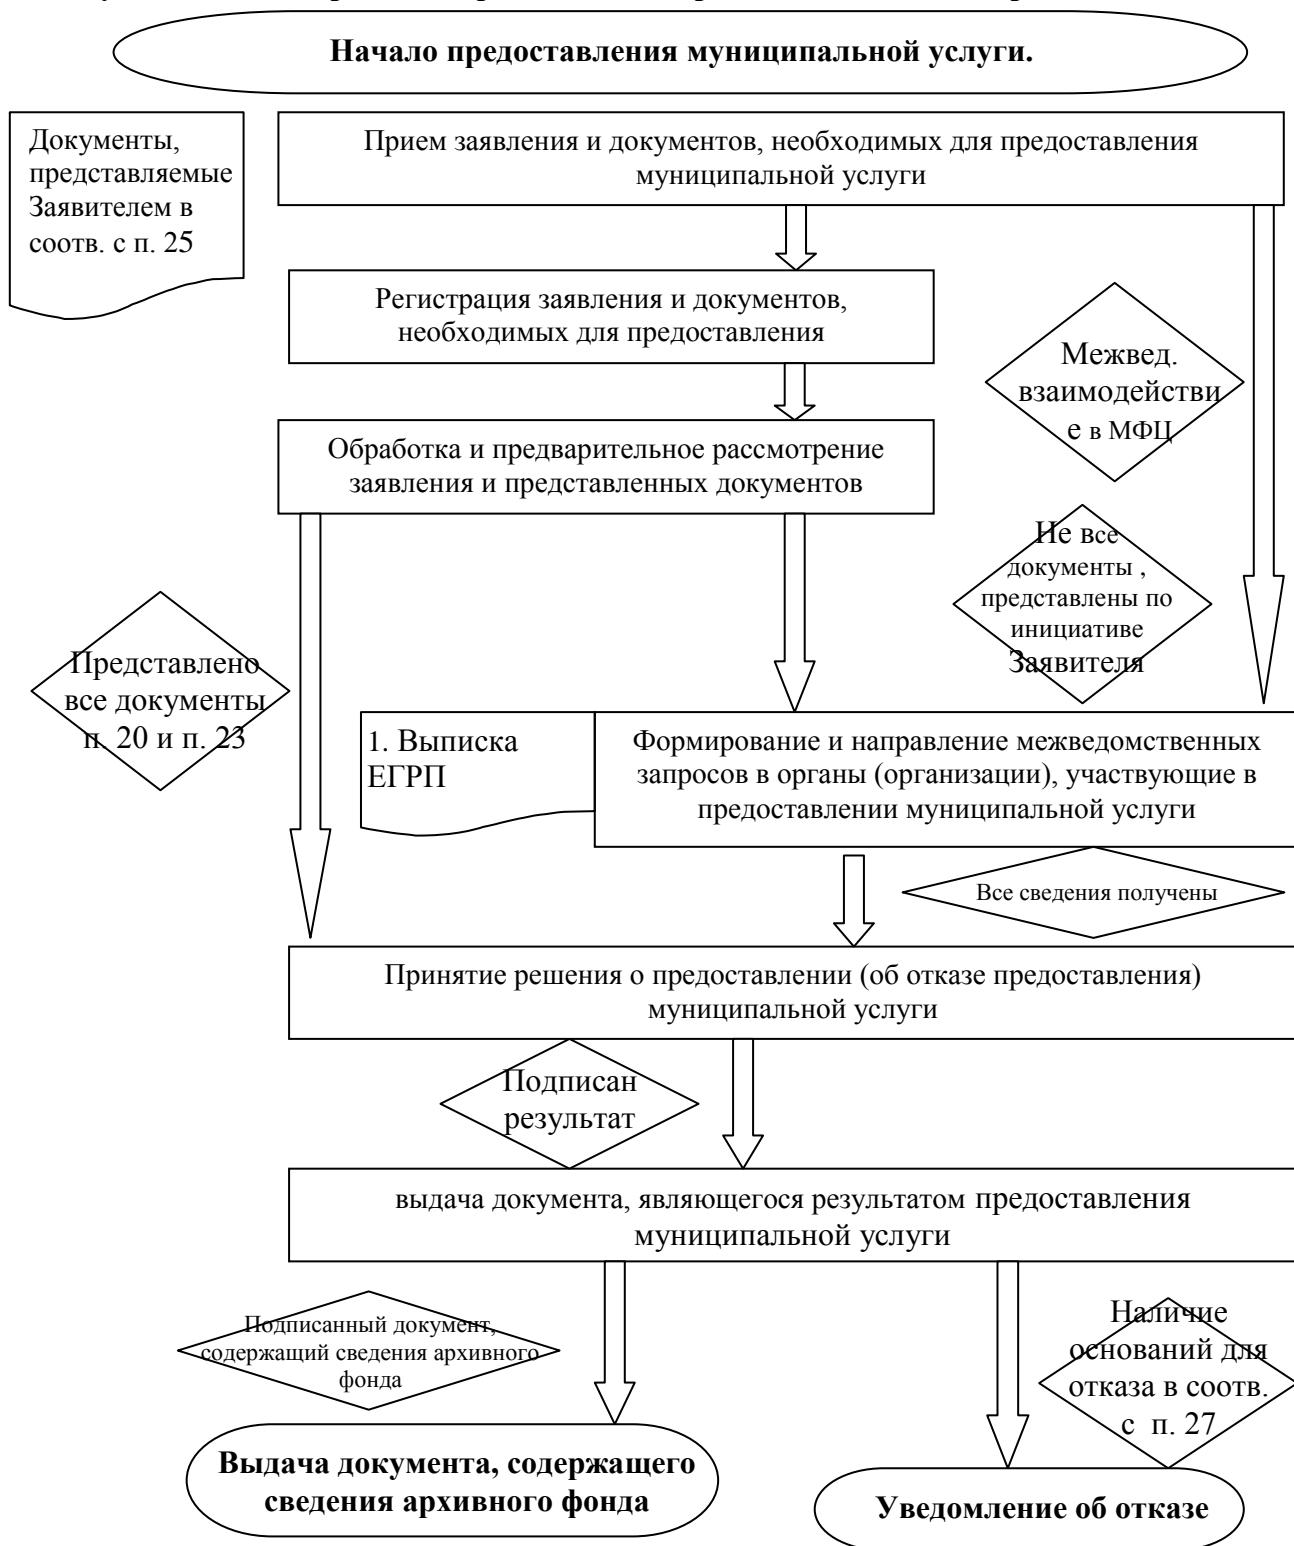 Начало предоставления муниципальной услуги.
Документы,
представляемые
Заявителем в
соотв. с п. 25
Прием заявления и документов, необходимых для предоставления
муниципальной услуги
Регистрация заявления и документов,
необходимых для предоставления
Межвед.
взаимодействи
е в МФЦ
Обработка и предварительное рассмотрение
заявления и представленных документов
Не все
документы ,
представлены по
инициативе
Заявителя
Представлено
все документы
п. 20 и п. 23
1. Выписка
ЕГРП
Формирование и направление межведомственных
запросов в органы (организации), участвующие в
предоставлении муниципальной услуги
Все сведения получены
Принятие решения о предоставлении (об отказе предоставления)
муниципальной услуги
Подписан
результат
выдача документа, являющегося результатом предоставления
муниципальной услуги
Подписанный документ,
содержащий сведения архивного
фонда
Наличие
оснований для
отказа в соотв.
с п. 27
Выдача документа, содержащего
сведения архивного фонда
Уведомление об отказе